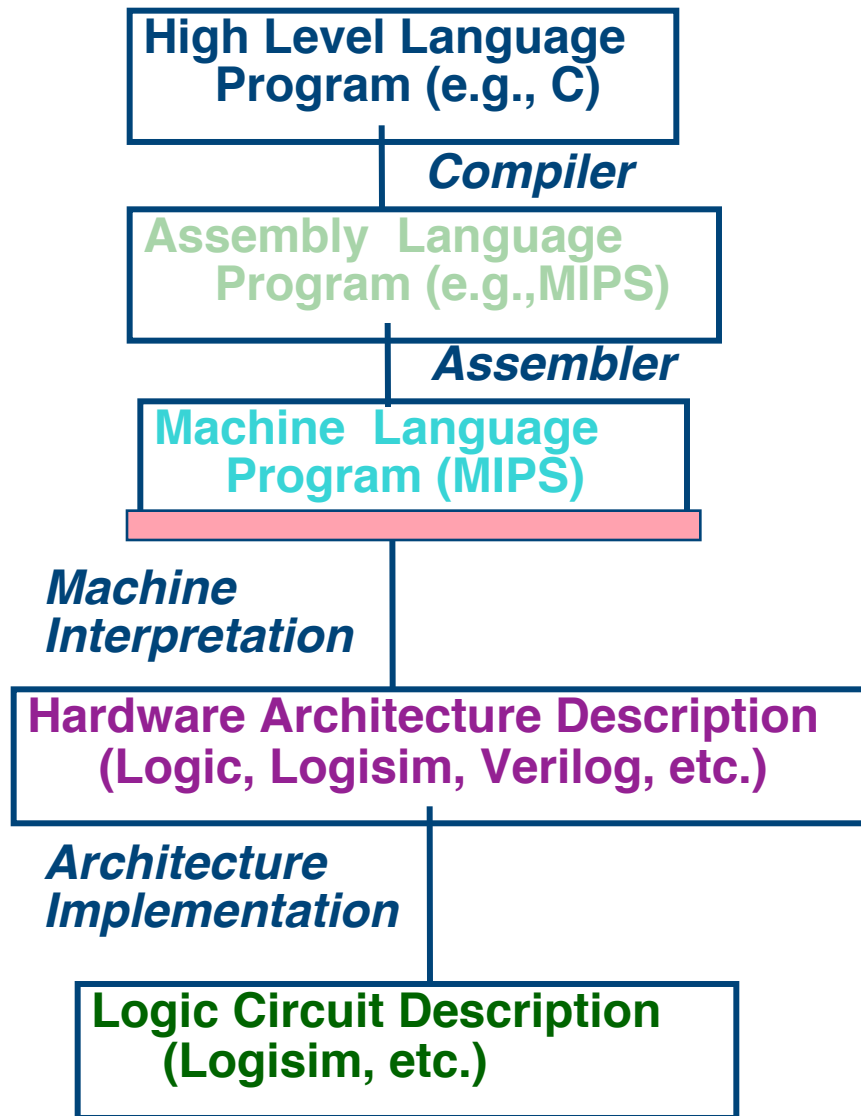 High Level Language
Program (e.g., C)
Compiler
Assembly Language
Program (e.g.,MIPS)
Assembler
Machine Language
Program (MIPS)
Machine
Interpretation
Hardware Architecture Description
(Logic, Logisim, Verilog, etc.)
Architecture
Implementation
Logic Circuit Description
(Logisim, etc.)